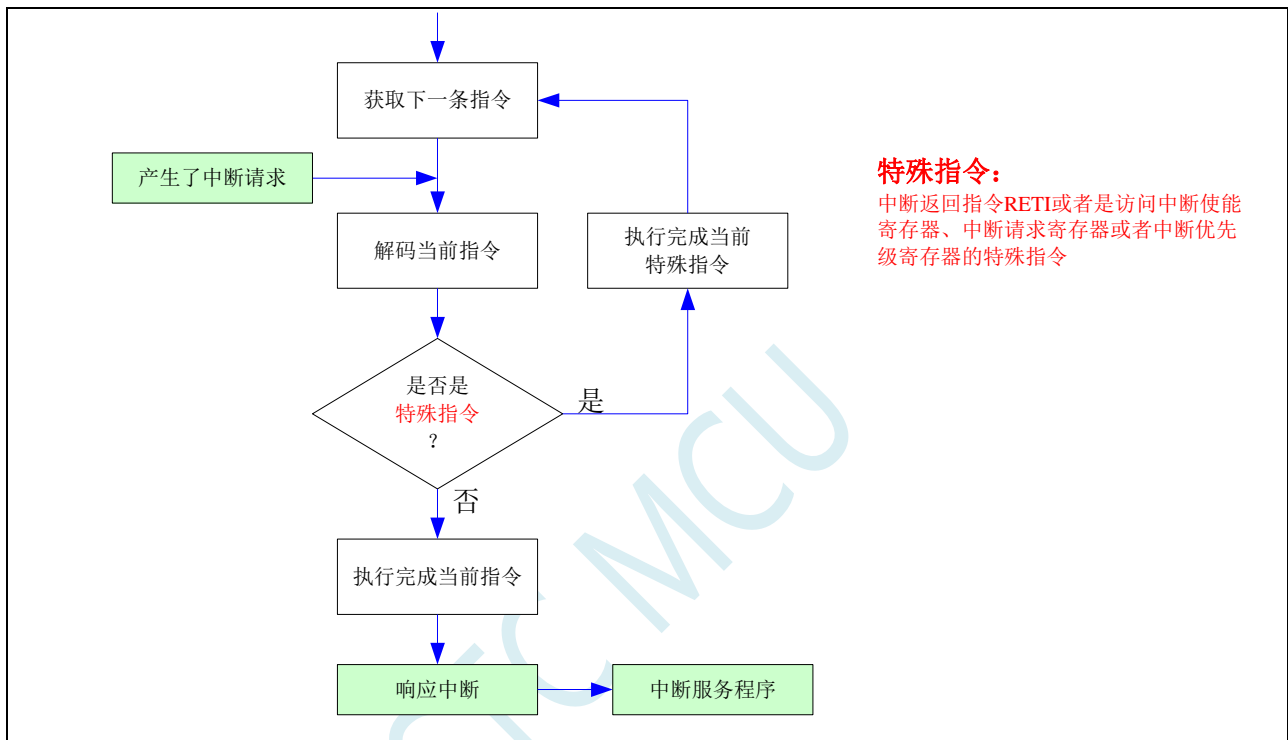 获取下一条指令
产生了中断请求
特殊指令：
中断返回指令RETI或者是访问中断使能
寄存器、中断请求寄存器或者中断优先
级寄存器的特殊指令
解码当前指令
执行完成当前
特殊指令
是否是
特殊指令
？
是
否
执行完成当前指令
响应中断
中断服务程序
STC MCU